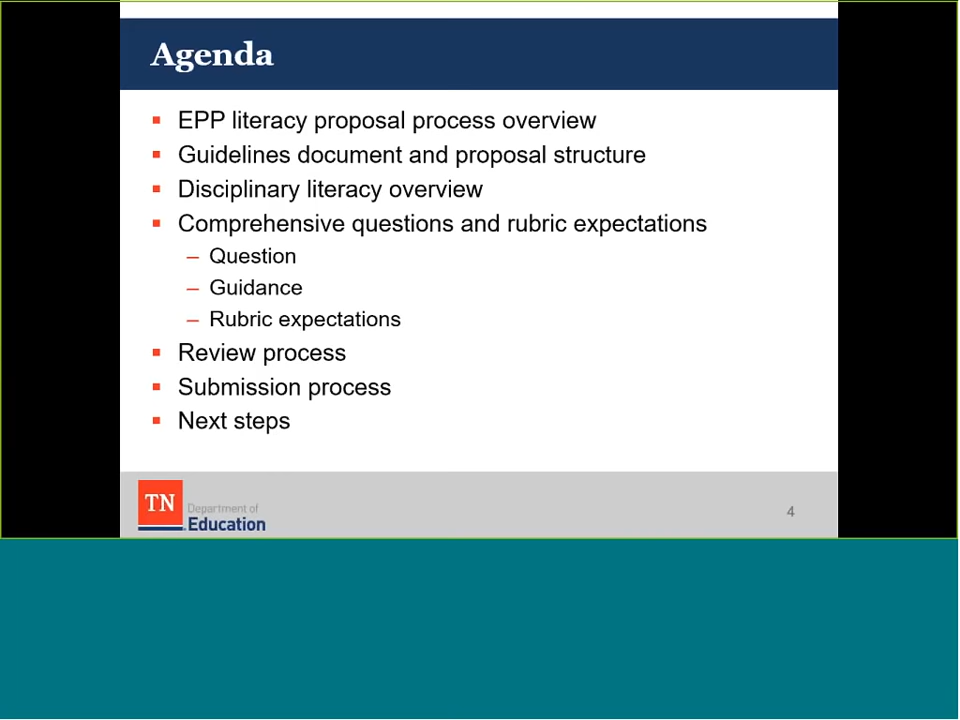 Agenda
EPP literacy proposal process overview
Guidelines document and proposal structure
Disciplinary literacy overview
Comprehensive questions and rubric expectations
– Question
– Guidance
– Rubric expectations
Review process
Submission process
Next steps
TN
Department of
Education
4